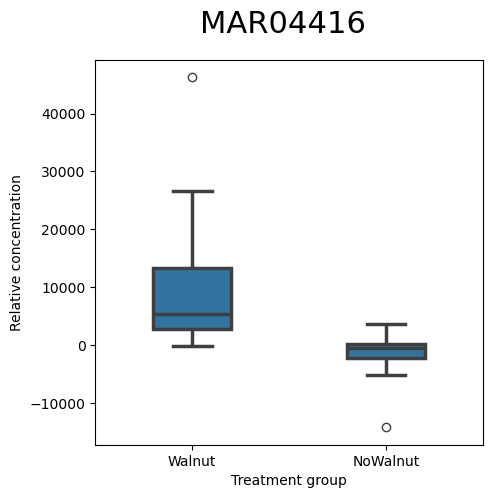 MAR04416
40000
30000
20000
10000
0
−10000
Relative concentration
Walnut
NoWalnut
Treatment group